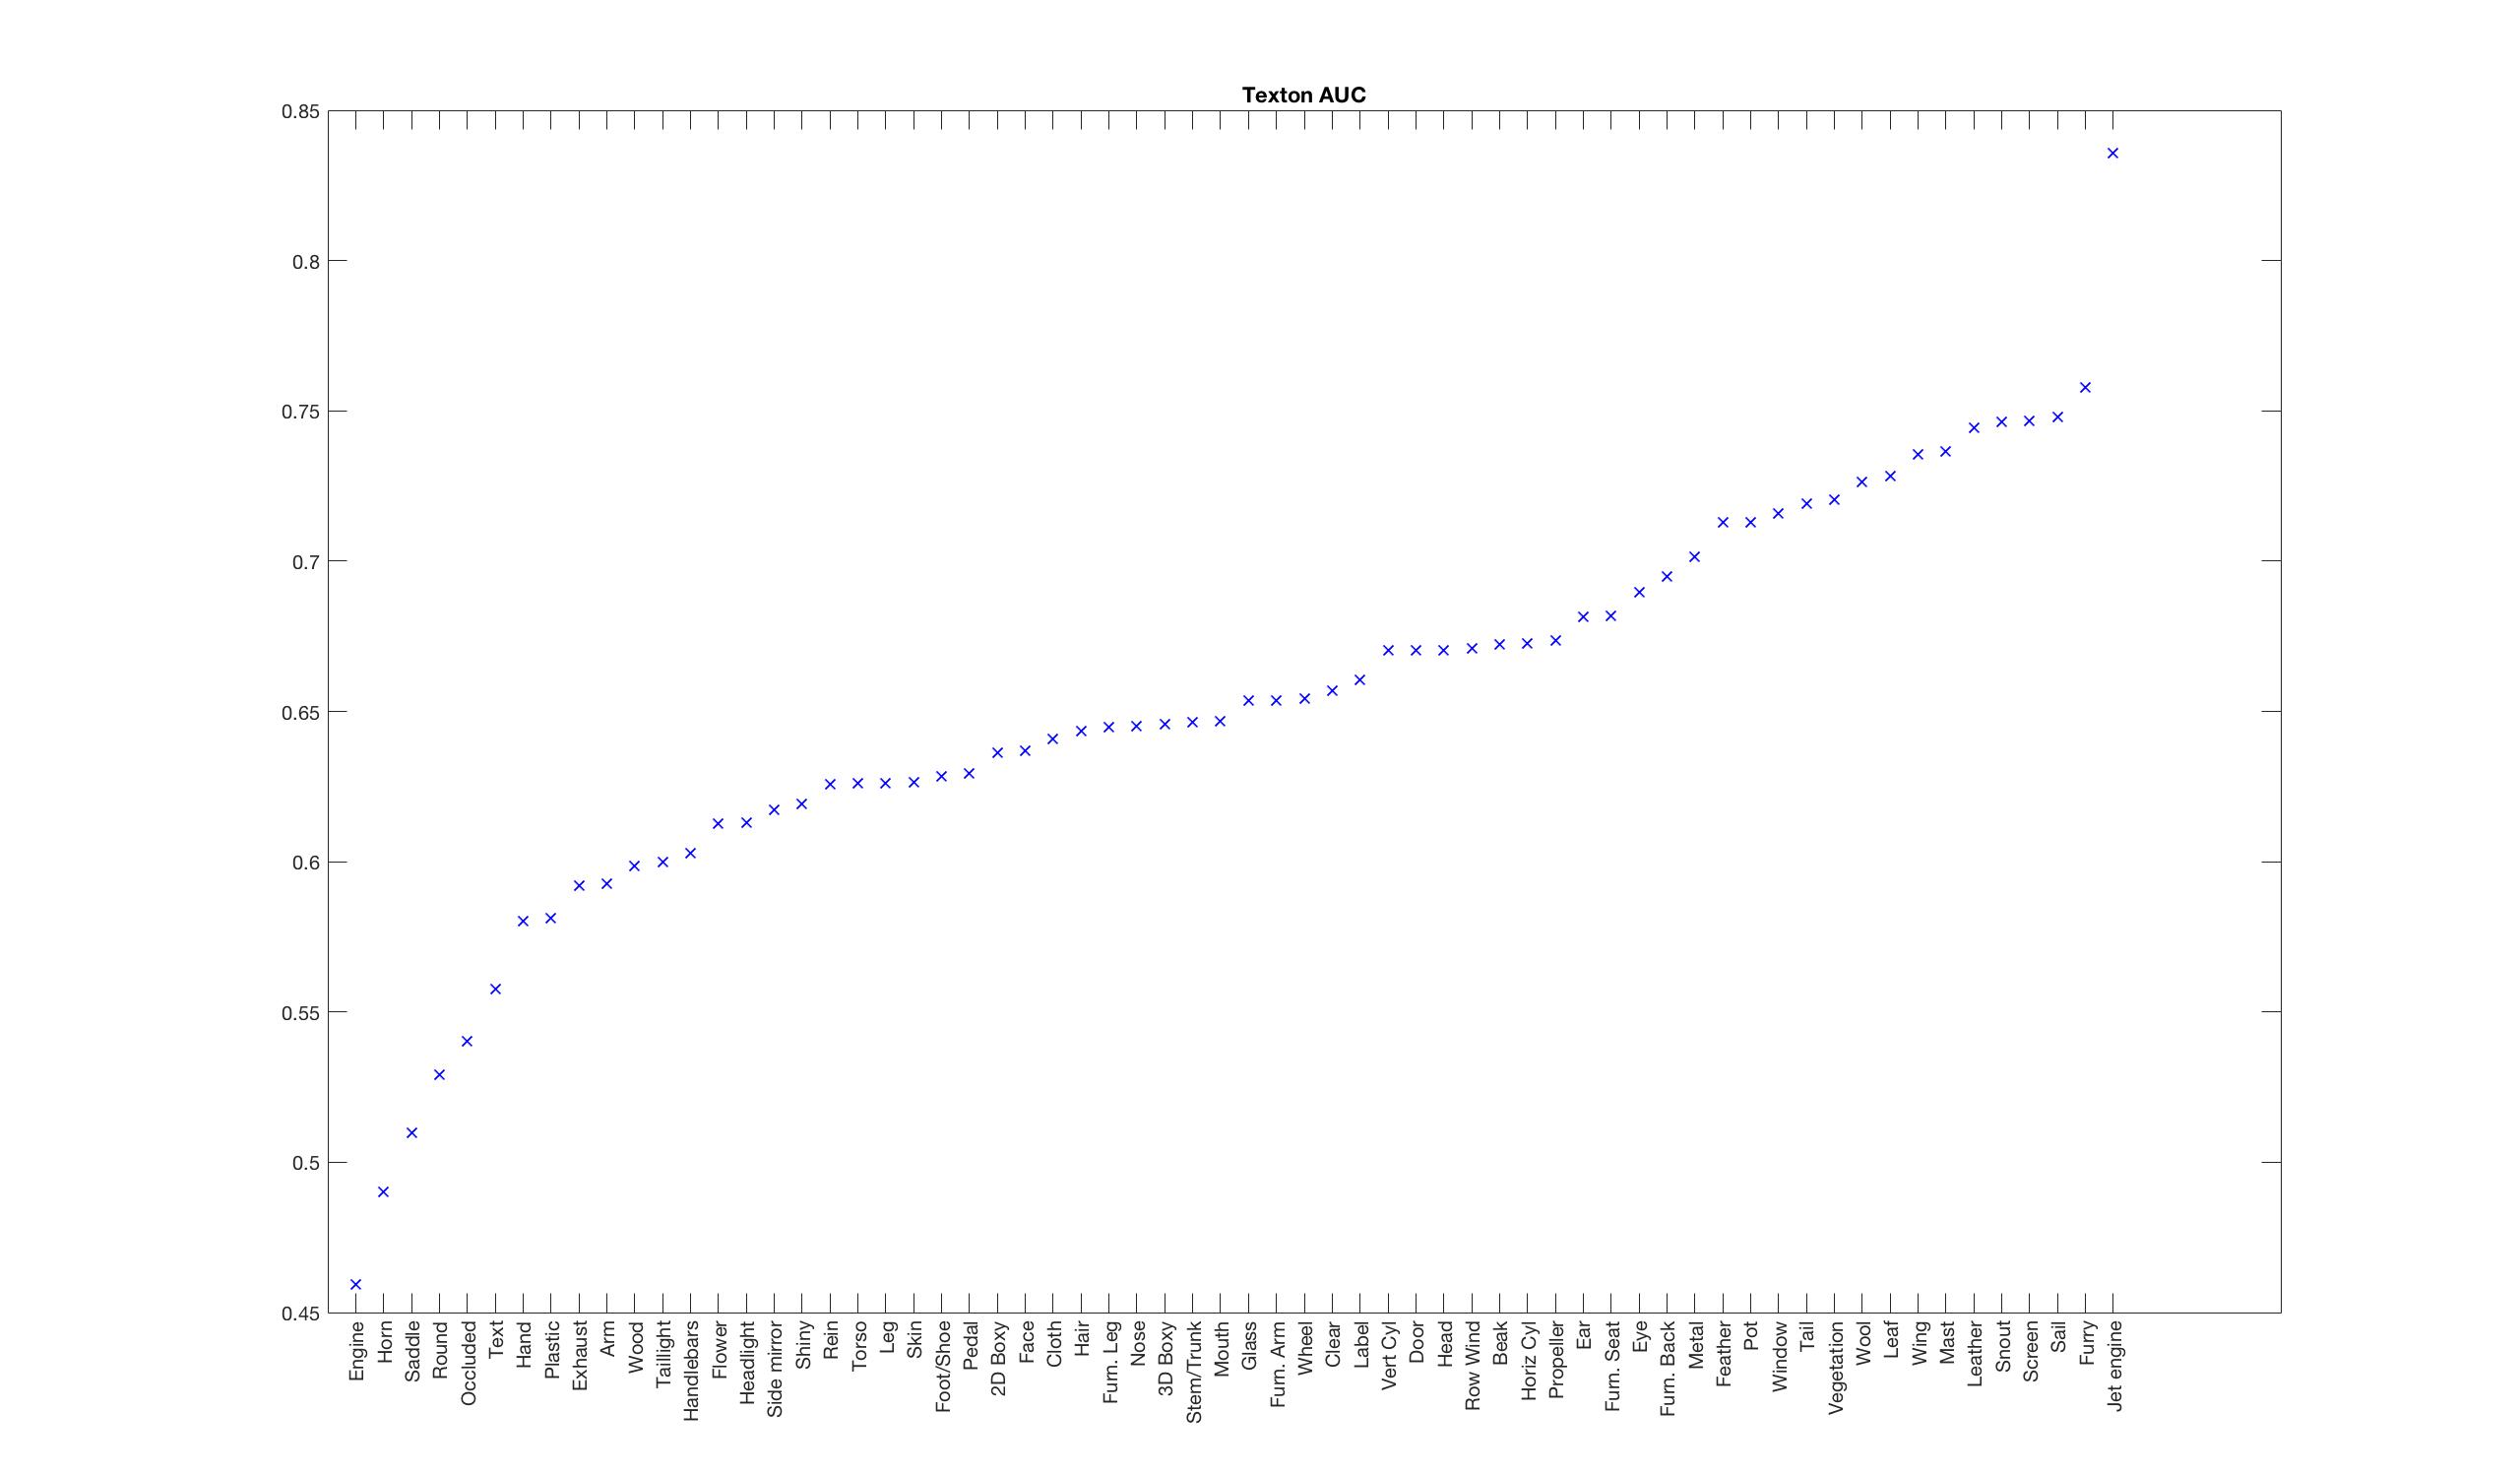 Texton AUC
0.85
0.8
0.75
0.7
0.65
0.6
0.55
0.5
0.45
Engine
Horn
Saddle
Round
Occluded
Text
Hand
Plastic
Exhaust
Arm
Wood
Taillight
Handlebars
Flower
Headlight
Side mirror
Shiny
Rein
Torso
Leg
Skin
Foot/Shoe
Pedal
2D Boxy
Face
Cloth
Hair
Furn. Leg
Nose
3D Boxy
Stem/Trunk
Mouth
Glass
Furn. Arm
Wheel
Clear
Label
Vert Cyl
Door
Head
Row Wind
Beak
Horiz Cyl
Propeller
Ear
Furn. Seat
Eye
Furn. Back
Metal
Feather
Pot
Window
Tail
Vegetation
Wool
Leaf
Wing
Mast
Leather
Snout
Screen
Sail
Furry
Jet engine